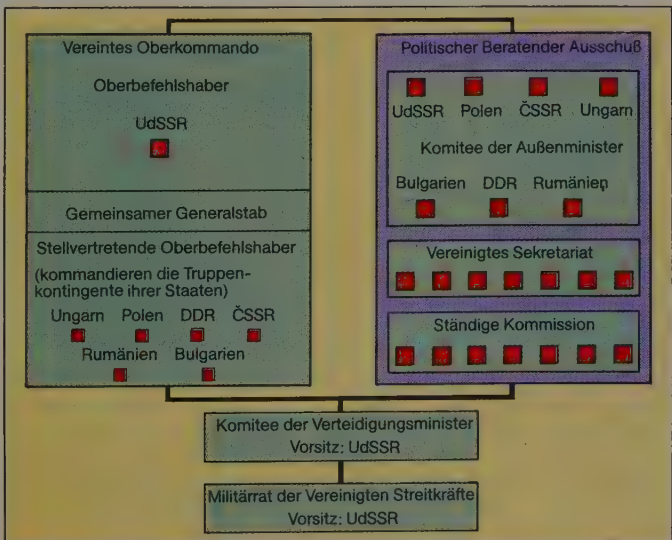 Vereintes Oberkommando
Oberbefehlshaber
UdSSR
Gemeinsamer Generalstab
Stellvertretende Oberbefehlshaber
(kommandieren die Truppen-
kontingente ihrer Staaten)
Ungarn Polen DDR ČSSR
Rumänien Bulgarien
Politischer Beratender Ausschuß
UdSSR Polen ČSSR Ungarn
Komitee der Außenminister
Bulgarien DDR Rumänien
Vereinigtes Sekretariat
Ständige Kommission
Komitee der Verteidigungsminister
Vorsitz: UdSSR
Militärrat der Vereinigten Streitkräfte
Vorsitz: UdSSR